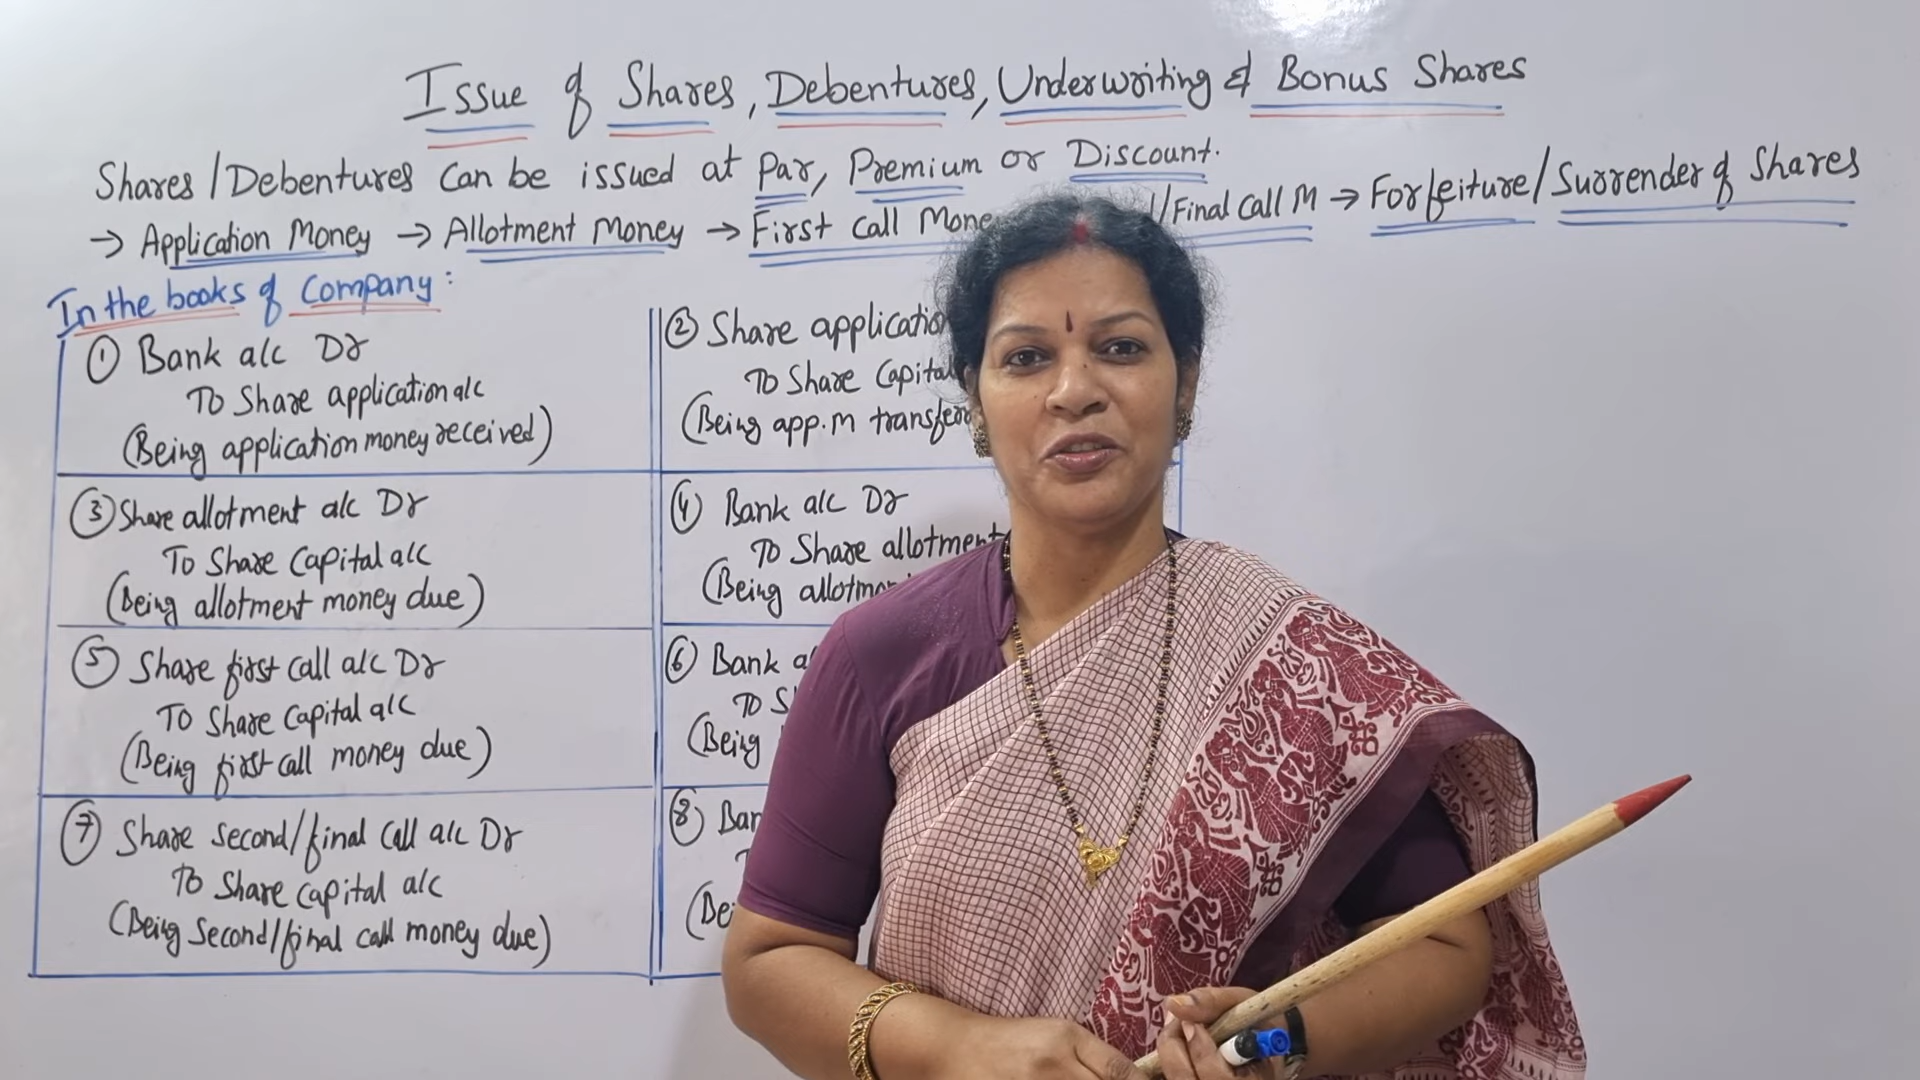 Issue of Shares, Debentures, Underwriting & Bonus Shares
Shares/Debentures can be issued at Par, Premium or Discount.
→ Application Money → Allotment Money → First Call Mone /Final Call M → Forfeiture/Surrender of Shares
In the books of Company:
① Bank a/c Dr
To Share application a/c
(Being application money received)
② Share applicatio
To Share Capital
(Being app.m transfer
③ Share allotment a/c Dr
To Share Capital a/c
(Being allotment money due)
④ Bank a/c Dr
To Share allotment
(Being allotm
⑤ Share first call a/c Dr
To Share Capital a/c
(Being first call money due)
⑥ Bank a
To S
(Being
⑦ Share Second/final call a/c Dr
To Share capital a/c
(Being Second/final call money due)
⑧ Ban
(Be